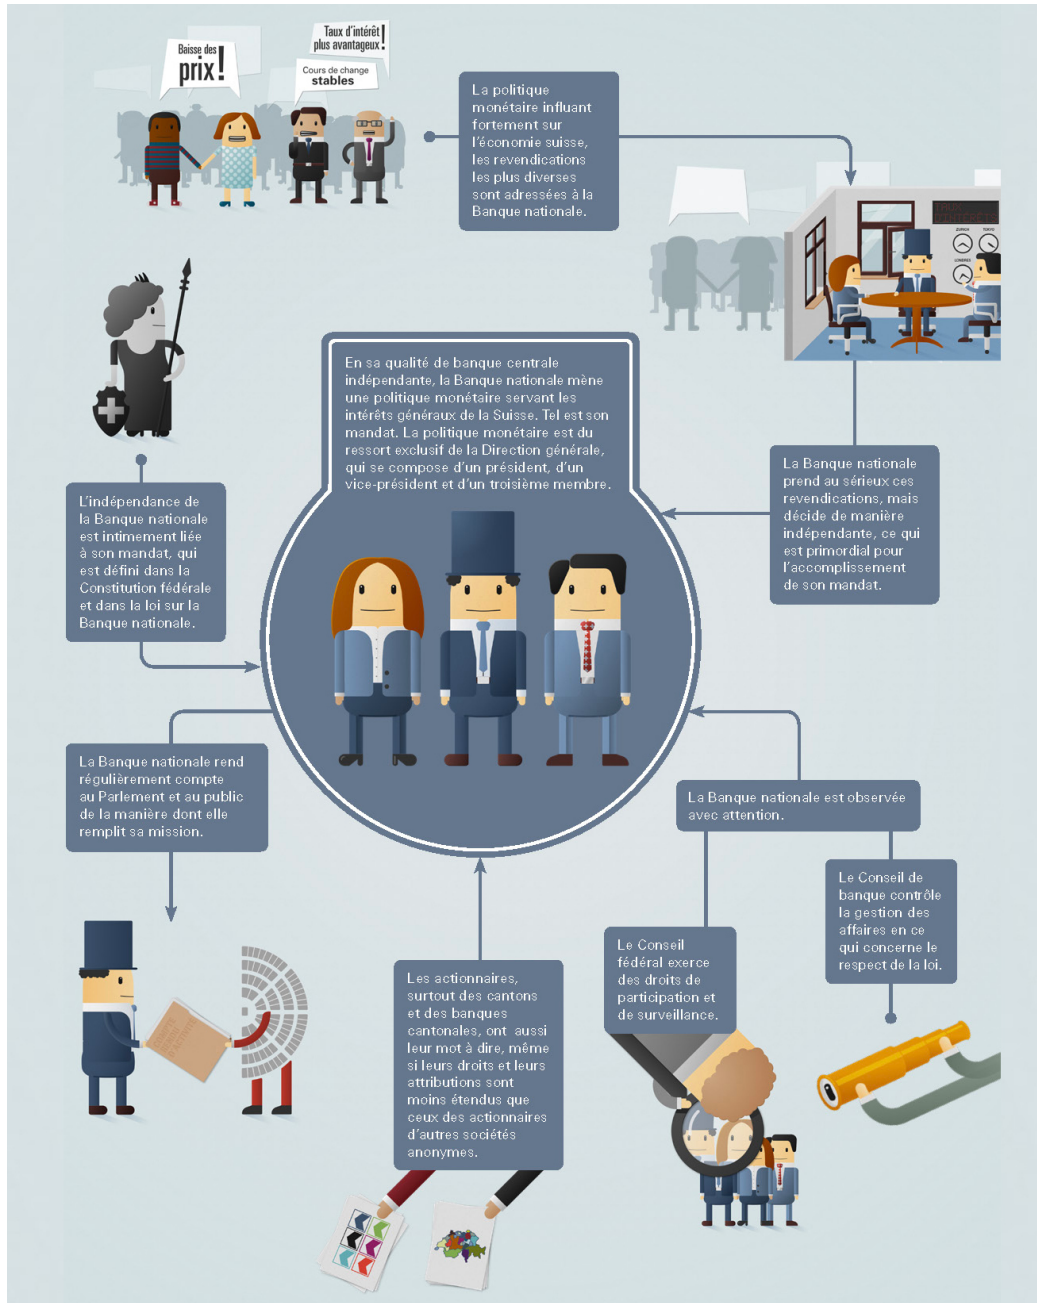 Baisse des
prix!
Taux d'intérêt
plus avantageux!
Cours de change
stables
La politique
monétaire influant
fortement sur
l'économie suisse,
les revendications
les plus diverses
sont adressées à la
Banque nationale.
ZURICH TOKYO
LONDRES
En sa qualité de banque centrale
indépendante, la Banque nationale mène
une politique monétaire servant les
intérêts généraux de la Suisse. Tel est son
mandat. La politique monétaire est du
ressort exclusif de la Direction générale,
qui se compose d'un président, d'un
vice-président et d'un troisième membre.
La Banque nationale
prend au sérieux ces
revendications, mais
décide de manière
indépendante, ce qui
est primordial pour
l'accomplissement
de son mandat.
L'indépendance de
la Banque nationale
est intimement liée
à son mandat, qui
est défini dans la
Constitution fédérale
et dans la loi sur la
Banque nationale.
La Banque nationale rend
régulièrement compte
au Parlement et au public
de la manière dont elle
remplit sa mission.
La Banque nationale est observée
avec attention.
Le Conseil de
banque contrôle
la gestion des
affaires en ce
qui concerne le
respect de la loi.
Le Conseil
fédéral exerce
des droits de
participation et
de surveillance.
Les actionnaires,
surtout des cantons
et des banques
cantonales, ont aussi
leur mot à dire, même
si leurs droits et leurs
attributions sont
moins étendus que
ceux des actionnaires
d'autres sociétés
anonymes.